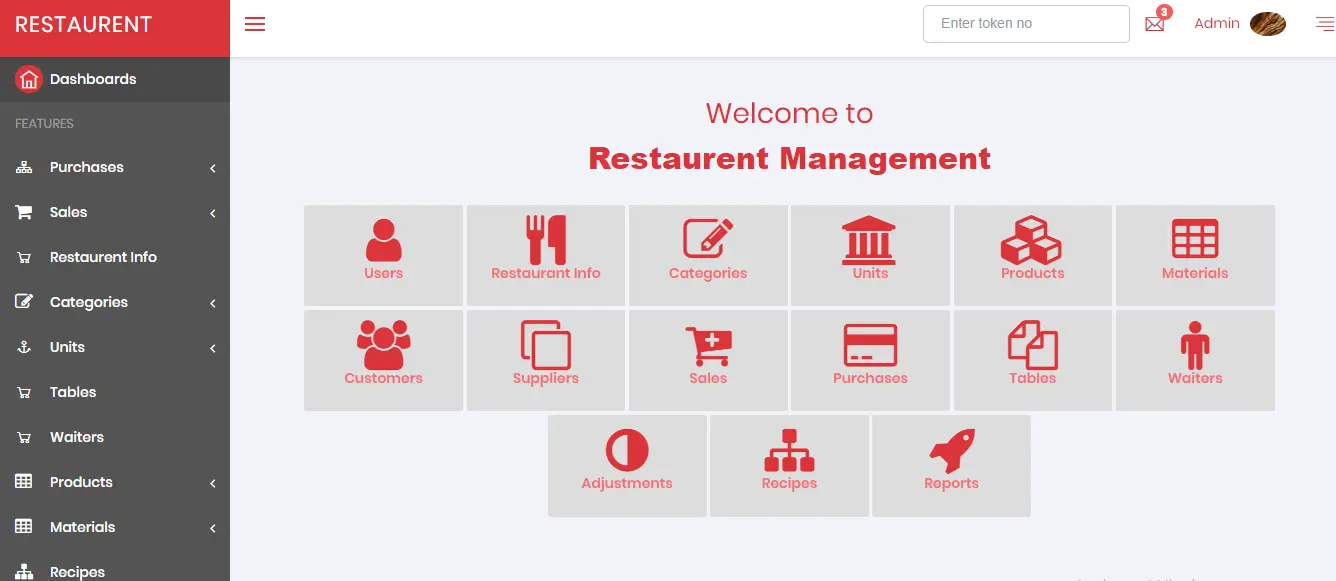 RESTAURENT
Enter token no
3
Admin
Dashboards
FEATURES
Purchases
Sales
Restaurent Info
Categories
Units
Tables
Waiters
Products
Materials
Recipes
Welcome to
Restaurent Management
Users
Restaurant Info
Categories
Units
Products
Materials
Customers
Suppliers
Sales
Purchases
Tables
Waiters
Adjustments
Recipes
Reports